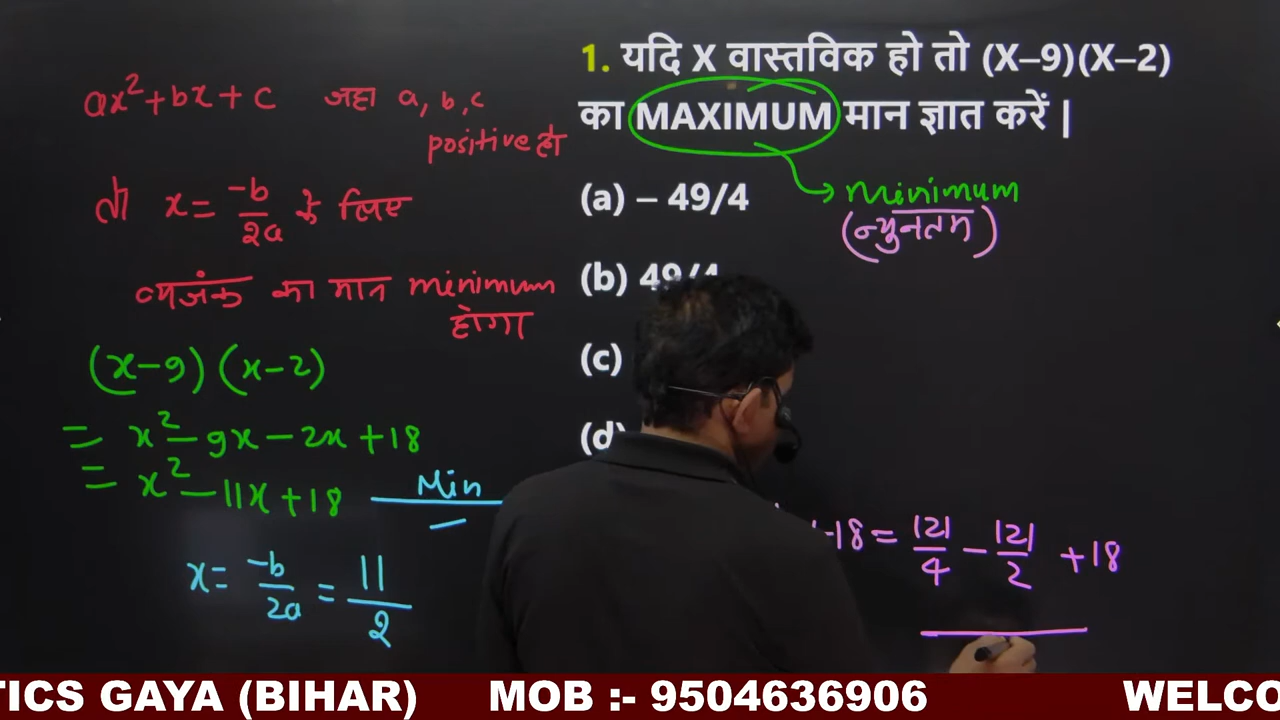 1. यदि X वास्तविक हो तो (X–9)(X–2)
का MAXIMUM मान ज्ञात करें |
minimum
(न्युनतम)
(a) – 49/4
(b) 49/4
(c)
(d)
ax²+bx+c जहा a, b, c
positive हो
तो x= -b/2a के लिए
व्यजंक का मान minimum
होगा
(x-9) (x-2)
= x² - 9x - 2x + 18
= x² - 11x + 18 Min
x= -b/2a = 11/2
18 = 121/4 - 121/2 + 18
TICS GAYA (BIHAR) MOB :- 9504636906 WELCO